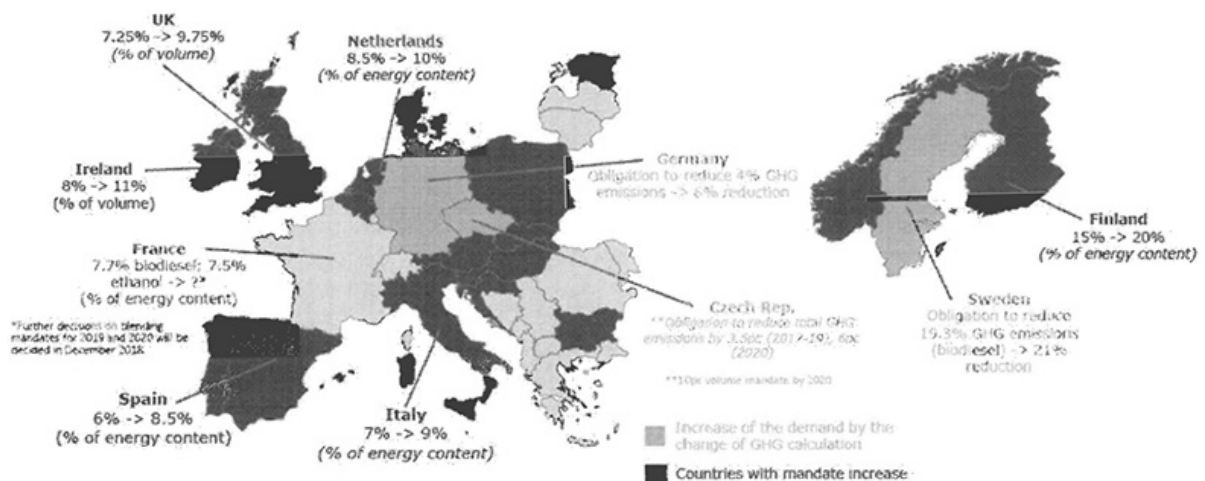 UK
7.25% -> 9.75%
(% of volume)
Netherlands
8.5% -> 10%
(% of energy content)
Ireland
8% -> 11%
(% of volume)
Germany
Obligation to reduce 4% GHG
emissions -> 6% reduction
France
7.7% biodiesel; 7.5%
ethanol -> ?*
(% of energy content)
*Further decisions on blending
mandates for 2019 and 2020 will be
decided in December 2018.
Spain
6% -> 8.5%
(% of energy content)
Italy
7% -> 9%
(% of energy content)
Czech Rep.
**Obligation to reduce total GHG
emissions by 3.5pc (2017-19), 6pc
(2020)
**10pc volume mandate by 2020
Finland
15% -> 20%
(% of energy content)
Sweden
Obligation to reduce
19.3% GHG emissions
(biodiesel) -> 21%
reduction
Increase of the demand by the
change of GHG calculation
Countries with mandate increase